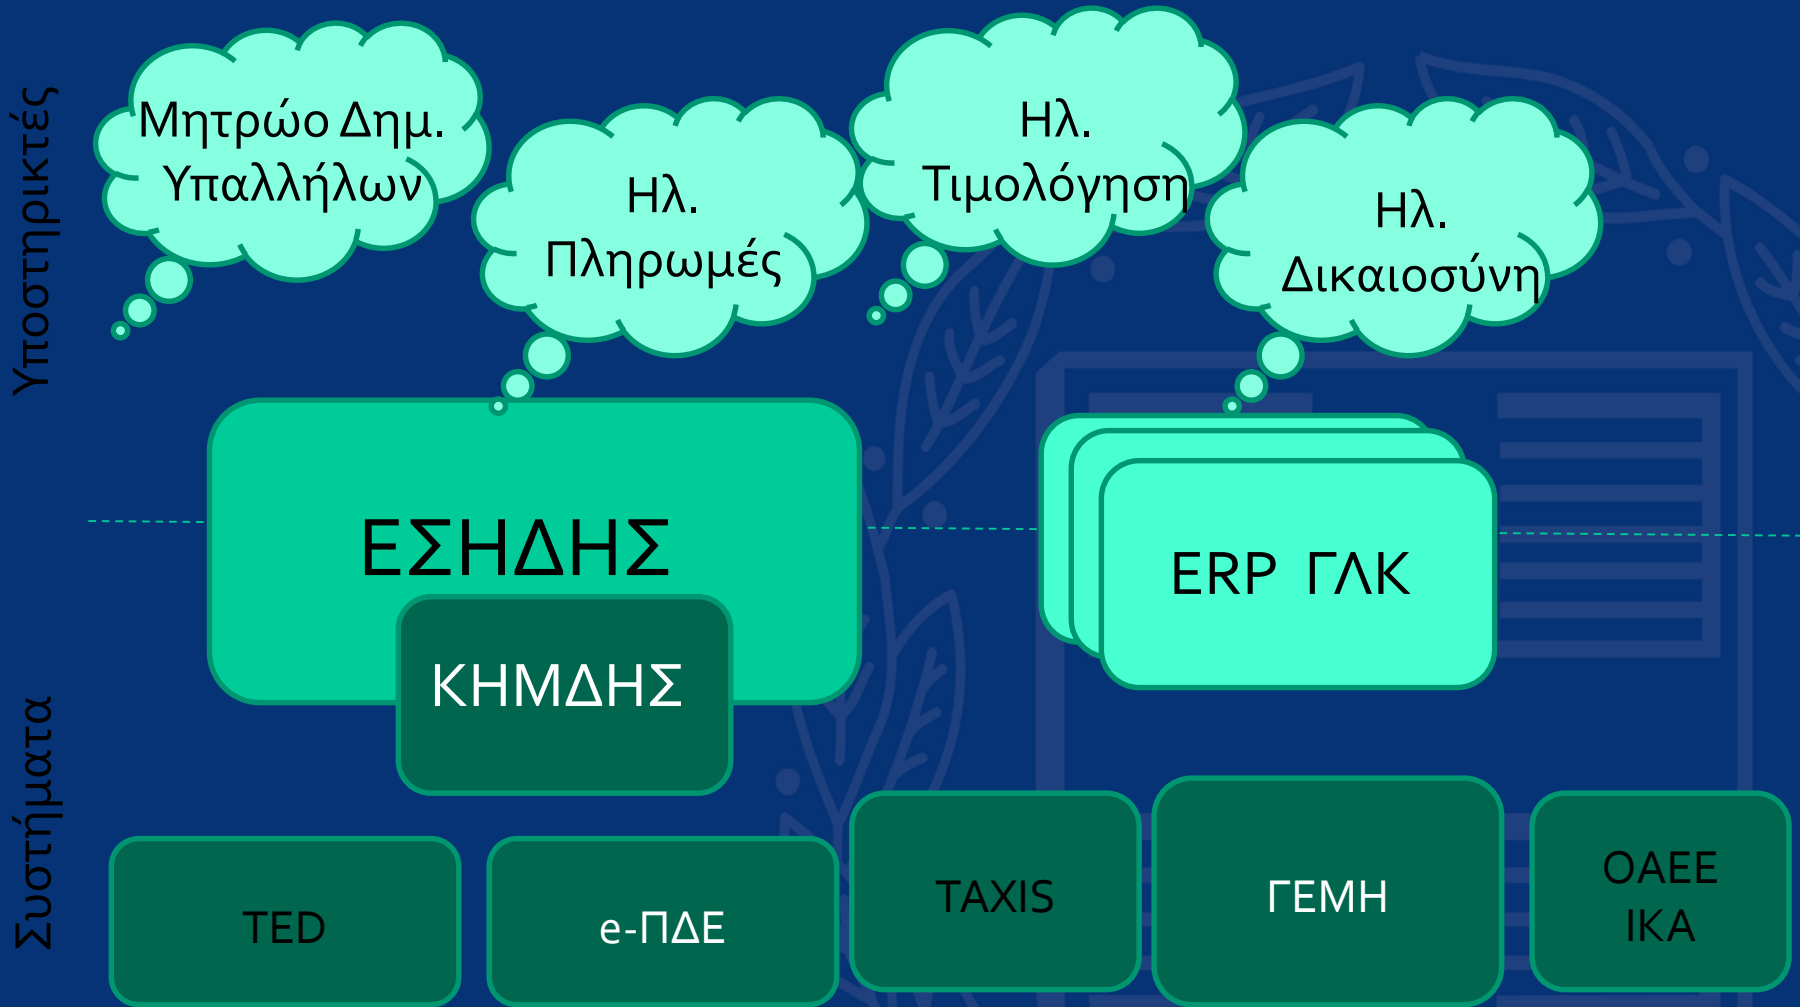 Υποστηρικτές
Μητρώο Δημ.
Υπαλλήλων
Ηλ.
Πληρωμές
Ηλ.
Τιμολόγηση
Ηλ.
Δικαιοσύνη
ΕΣΗΔΗΣ
ΚΗΜΔΗΣ
ERP ΓΛΚ
Συστήματα
TED
e-ΠΔΕ
TAXIS
ΓΕΜΗ
ΟΑΕΕ
ΙΚΑ